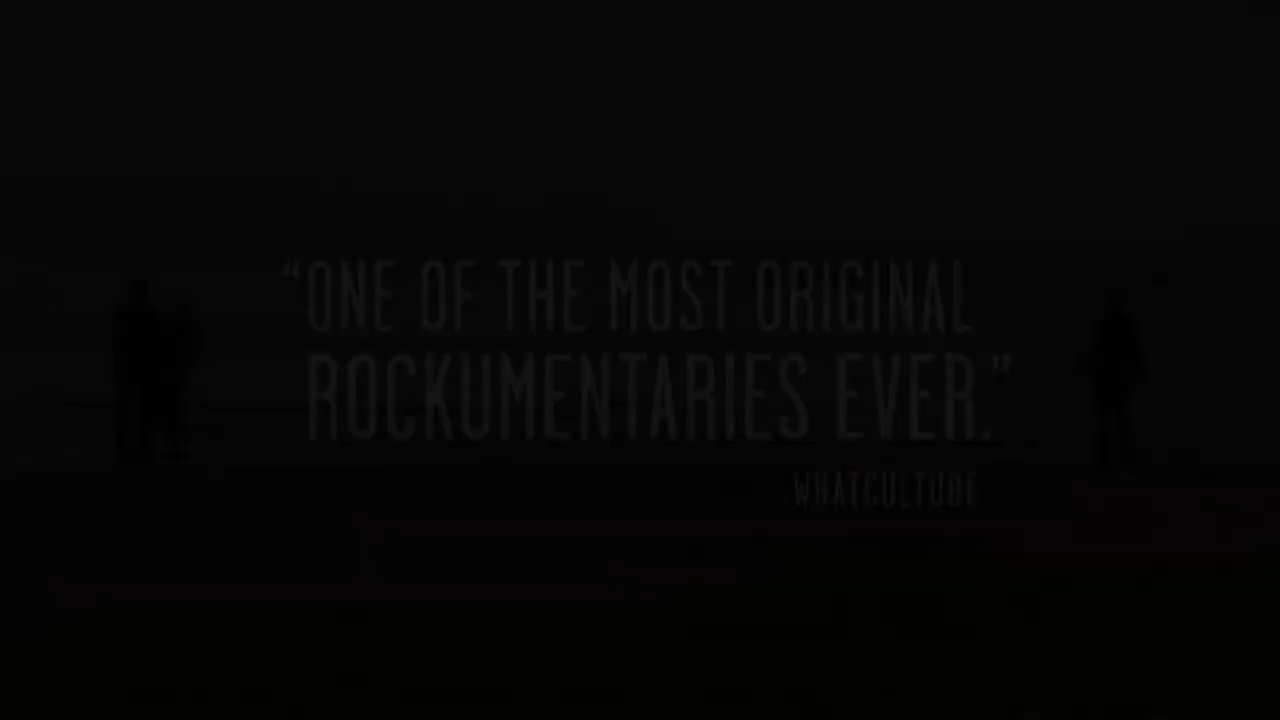 “ONE OF THE MOST ORIGINAL
ROCKUMENTARIES EVER.”
WHATCULTURE